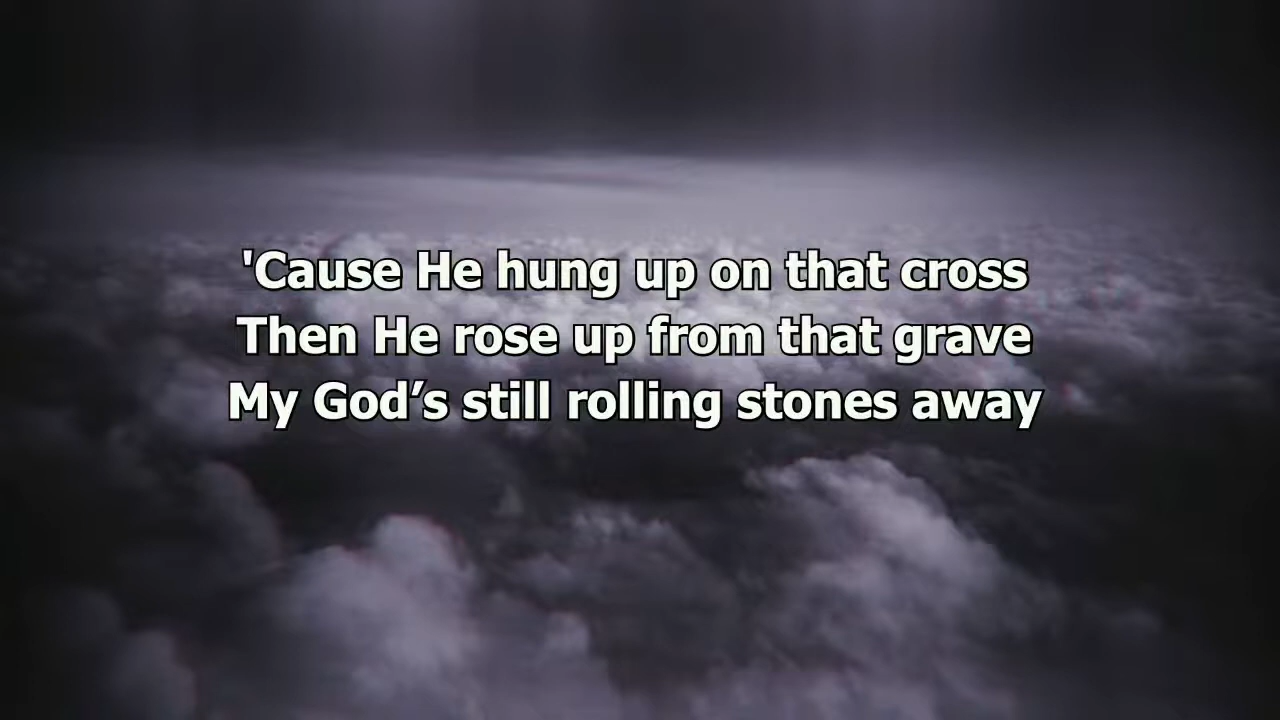 'Cause He hung up on that cross
Then He rose up from that grave
My God’s still rolling stones away